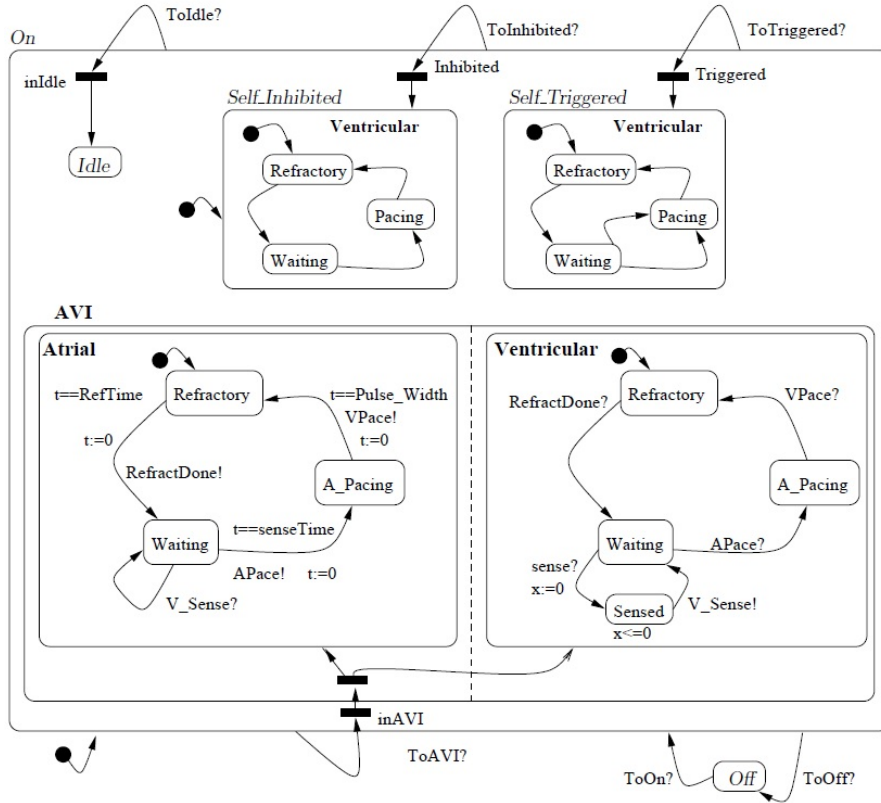 On
ToIdle?
ToInhibited?
ToTriggered?
inIdle
Inhibited
Triggered
Idle
Self_Inhibited
Ventricular
Refractory
Pacing
Waiting
Self_Triggered
Ventricular
Refractory
Pacing
Waiting
AVI
Atrial
t==RefTime
Refractory
t==Pulse_Width
VPace!
t:=0
t:=0
RefractDone!
A_Pacing
t==senseTime
Waiting
APace! t:=0
V_Sense?
Ventricular
RefractDone?
Refractory
VPace?
A_Pacing
Waiting
APace?
sense?
x:=0
Sensed
V_Sense!
x<=0
inAVI
ToAVI?
ToOn?
Off
ToOff?